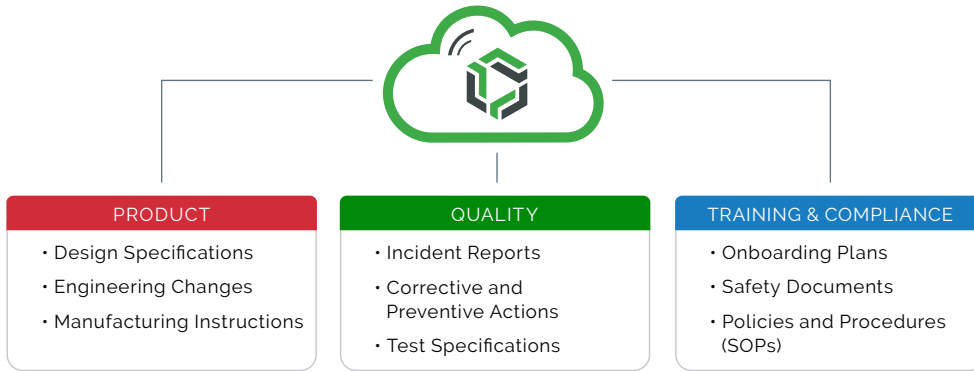 PRODUCT
• Design Specifications
• Engineering Changes
• Manufacturing Instructions
QUALITY
• Incident Reports
• Corrective and
Preventive Actions
• Test Specifications
TRAINING & COMPLIANCE
• Onboarding Plans
• Safety Documents
• Policies and Procedures
(SOPs)